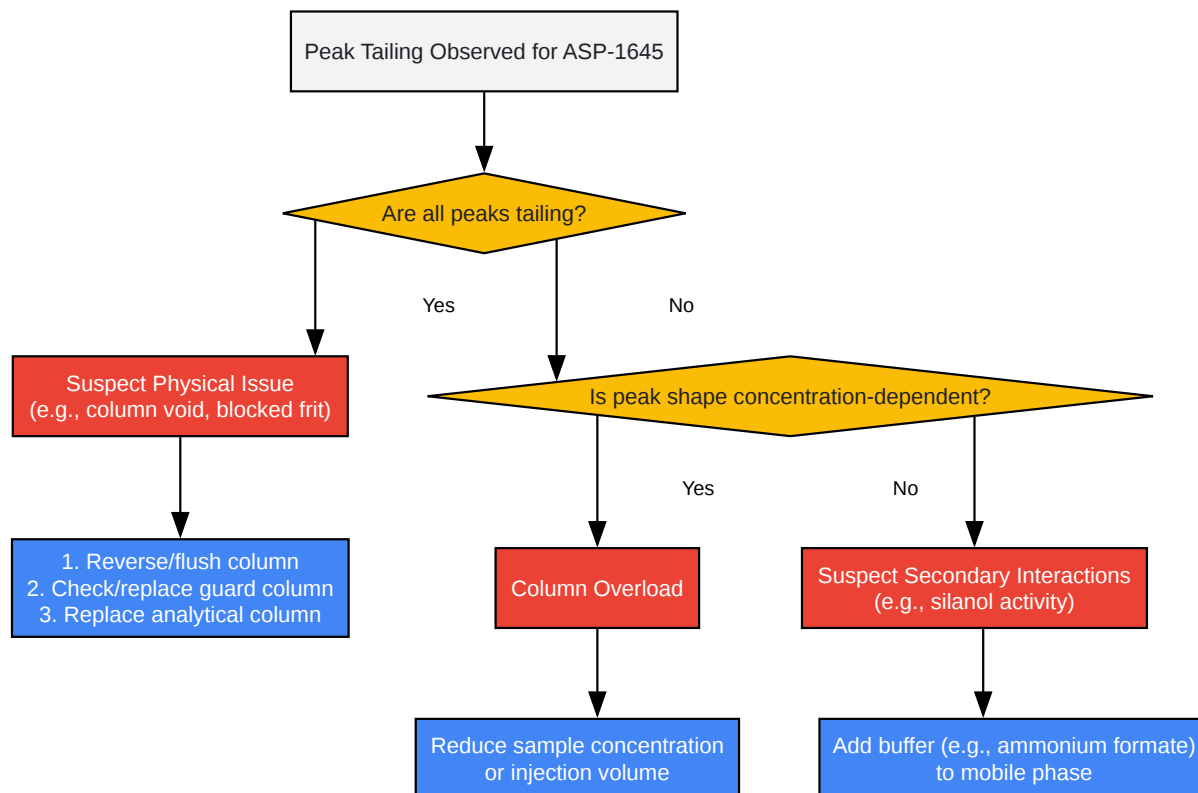 Peak Tailing Observed for ASP-1645
Are all peaks tailing?
Yes
No
Suspect Physical Issue
(e.g., column void, blocked frit)
Is peak shape concentration-dependent?
Yes
No
1. Reverse/flush column
2. Check/replace guard column
3. Replace analytical column
Column Overload
Suspect Secondary Interactions
(e.g., silanol activity)
Reduce sample concentration
or injection volume
Add buffer (e.g., ammonium formate)
to mobile phase